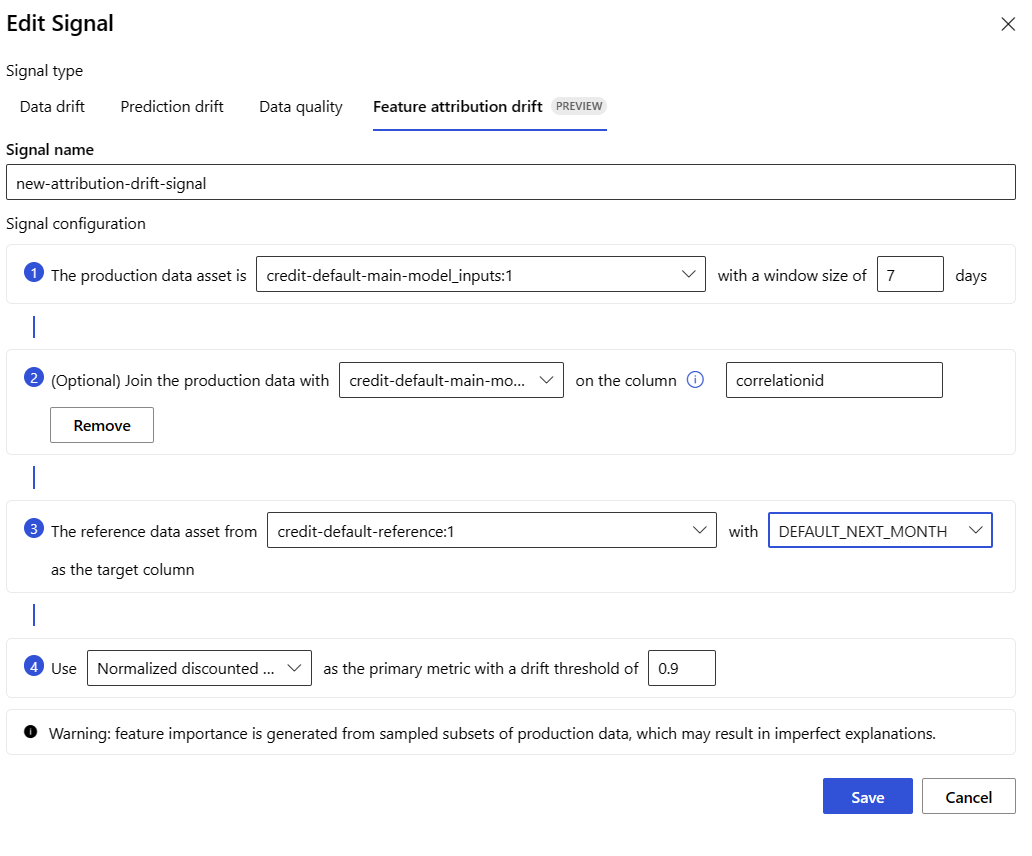 Edit Signal
Signal type
Data drift Prediction drift Data quality Feature attribution drift PREVIEW
Signal name
new-attribution-drift-signal
Signal configuration
1 The production data asset is credit-default-main-model_inputs:1 with a window size of 7 days
2 (Optional) Join the production data with credit-default-main-mo... on the column correlationid
Remove
3 The reference data asset from credit-default-reference:1 with DEFAULT_NEXT_MONTH
as the target column
4 Use Normalized discounted ... as the primary metric with a drift threshold of 0.9
Warning: feature importance is generated from sampled subsets of production data, which may result in imperfect explanations.
Save Cancel